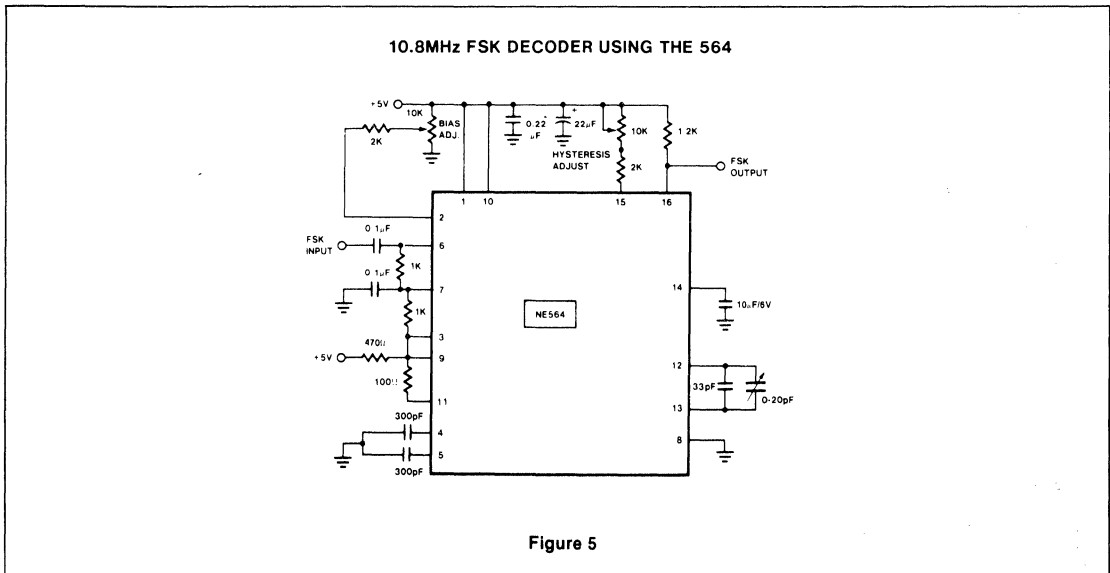 10.8MHz FSK DECODER USING THE 564
+5V
10K
BIAS
ADJ.
2K
0.22
μF
+
22μF
10K
HYSTERESIS
ADJUST
2K
1 2K
FSK
OUTPUT
1
10
15
16
2
FSK
INPUT
0 1μF
6
1K
0 1μF
7
1K
3
470Ω
+5V
9
100Ω
11
300pF
4
5
300pF
NE564
14
10μF/6V
12
33pF
0-20pF
13
8
Figure 5